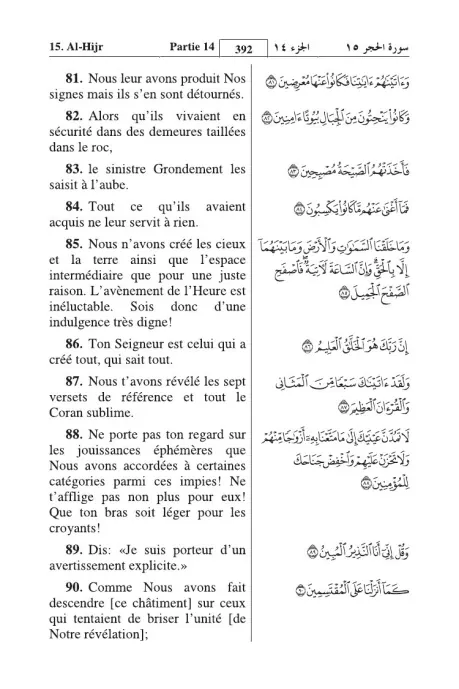 15. Al-Hijr Partie 14 392 الجزء ١٤ سورة الحجر ١٥
81. Nous leur avons produit Nos
signes mais ils s'en sont détournés.
وَءَاتَيْنَٰهُمْ ءَايَٰتِنَا فَكَانُوا۟ عَنْهَا مُعْرِضِينَ ٨١
82. Alors qu'ils vivaient en
sécurité dans des demeures taillées
dans le roc,
وَكَانُوا۟ يَنْحِتُونَ مِنَ ٱلْجِبَالِ بُيُوتًا ءَامِنِينَ ٨٢
83. le sinistre Grondement les
saisit à l'aube.
فَأَخَذَتْهُمُ ٱلصَّيْحَةُ مُصْبِحِينَ ٨٣
84. Tout ce qu'ils avaient
acquis ne leur servit à rien.
فَمَآ أَغْنَىٰ عَنْهُم مَّا كَانُوا۟ يَكْسِبُونَ ٨٤
85. Nous n'avons créé les cieux
et la terre ainsi que l'espace
intermédiaire que pour une juste
raison. L'avènement de l'Heure est
inéluctable. Sois donc d'une
indulgence très digne!
وَمَا خَلَقْنَا ٱلسَّمَٰوَٰتِ وَٱلْأَرْضَ وَمَا بَيْنَهُمَآ
إِلَّا بِٱلْحَقِّ ۗ وَإِنَّ ٱلسَّاعَةَ لَءَاتِيَةٌ ۖ فَٱصْفَحِ
ٱلصَّفْحَ ٱلْجَمِيلَ ٨٥
86. Ton Seigneur est celui qui a
créé tout, qui sait tout.
إِنَّ رَبَّكَ هُوَ ٱلْخَلَّٰقُ ٱلْعَلِيمُ ٨٦
87. Nous t'avons révélé les sept
versets de référence et tout le
Coran sublime.
وَلَقَدْ ءَاتَيْنَٰكَ سَبْعًا مِّنَ ٱلْمَثَانِى
وَٱلْقُرْءَانَ ٱلْعَظِيمَ ٨٧
88. Ne porte pas ton regard sur
les jouissances éphémères que
Nous avons accordées à certaines
catégories parmi ces impies! Ne
t'afflige pas non plus pour eux!
Que ton bras soit léger pour les
croyants!
لَا تَمُدَّنَّ عَيْنَيْكَ إِلَىٰ مَا مَتَّعْنَا بِهِۦٓ أَزْوَٰجًا مِّنْهُمْ
وَلَا تَحْزَنْ عَلَيْهِمْ وَٱخْفِضْ جَنَاحَكَ
لِلْمُؤْمِنِينَ ٨٨
89. Dis: «Je suis porteur d'un
avertissement explicite.»
وَقُلْ إِنِّىٓ أَنَا ٱلنَّذِيرُ ٱلْمُبِينُ ٨٩
90. Comme Nous avons fait
descendre [ce châtiment] sur ceux
qui tentaient de briser l'unité [de
Notre révélation];
كَمَآ أَنزَلْنَا عَلَى ٱلْمُقْتَسِمِينَ ٩٠